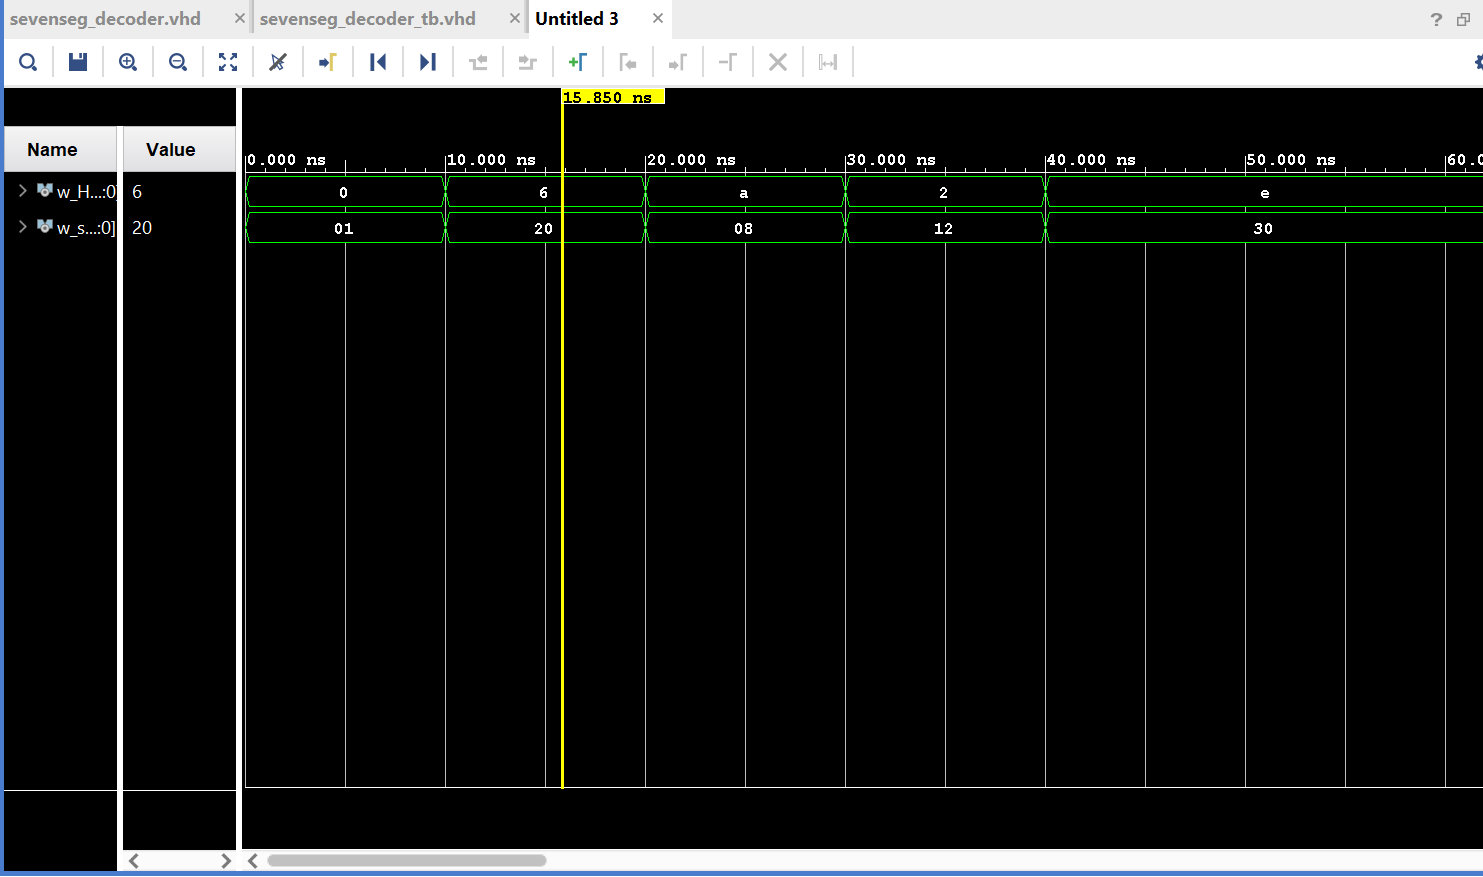 sevenseg_decoder.vhd × sevenseg_decoder_tb.vhd × Untitled 3 × ?
15.850 ns
Name Value
0.000 ns 10.000 ns 20.000 ns 30.000 ns 40.000 ns 50.000 ns 60.0
w_H...:0] 6 0 6 a 2 e
w_s...:0] 20 01 20 08 12 30